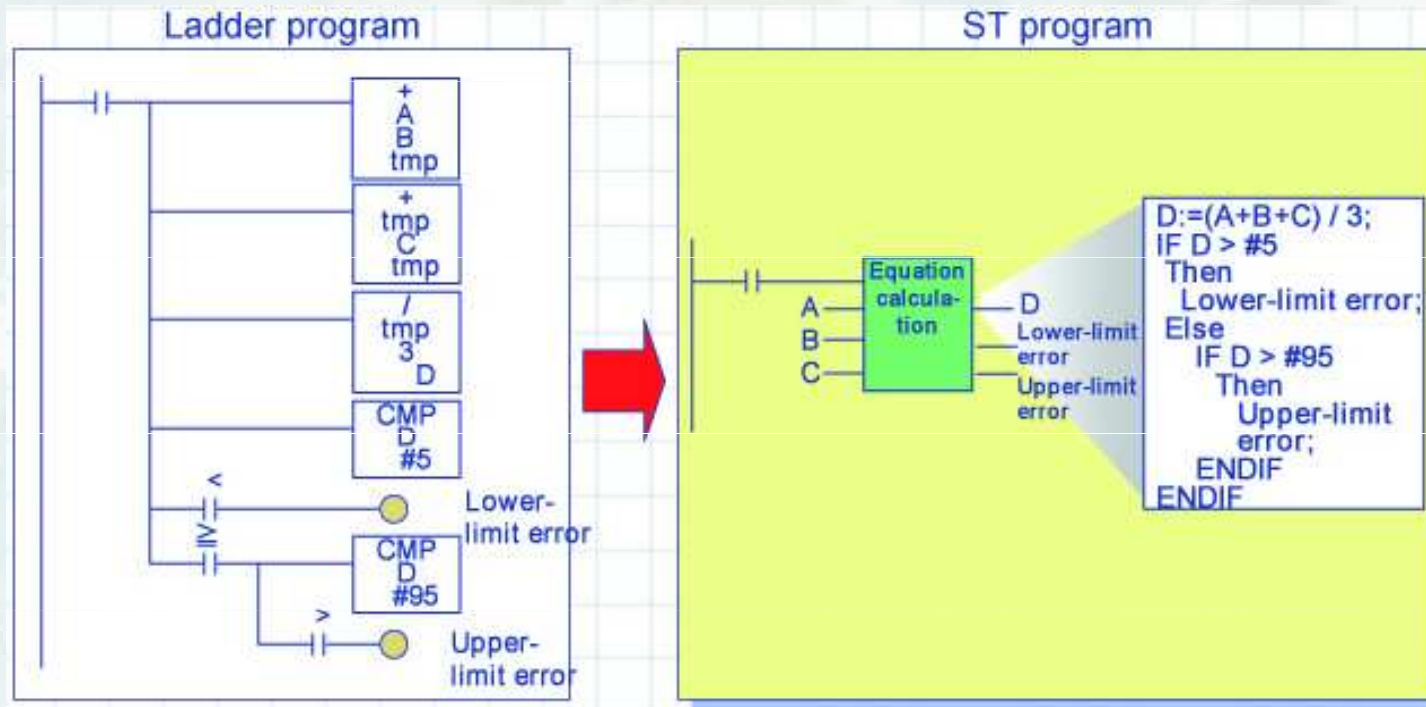 Ladder program
+
A
B
tmp
+
tmp
C
tmp
/
tmp
3
D
CMP
D
#5
<
Lower-
limit error
≧
CMP
D
#95
>
Upper-
limit error
ST program
Equation
calcula-
tion
A
B
C
D
Lower-limit
error
Upper-limit
error
D:=(A+B+C) / 3;
IF D > #5
Then
Lower-limit error;
Else
IF D > #95
Then
Upper-limit
error;
ENDIF
ENDIF